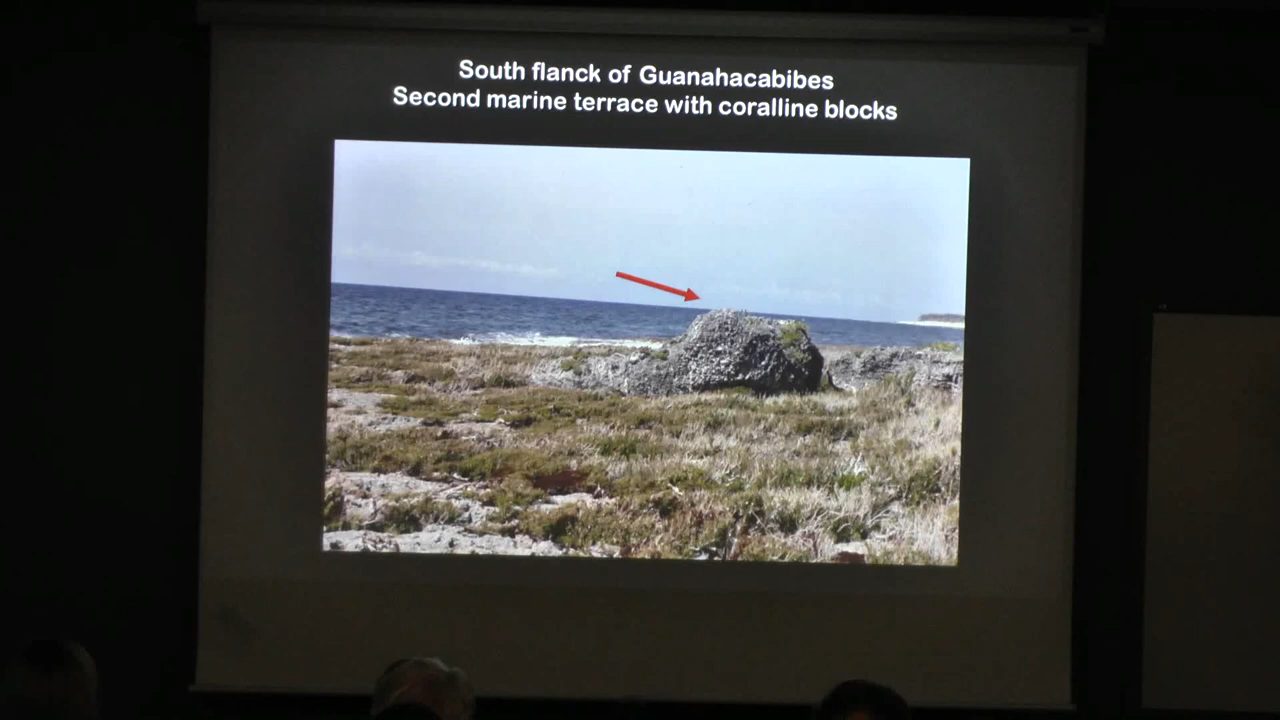 South flanck of Guanahacabibes
Second marine terrace with coralline blocks